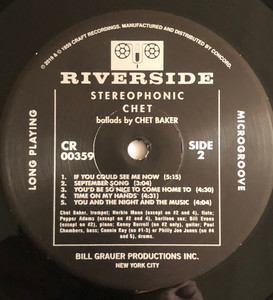 ℗ 2019 & © 1959 CRAFT RECORDINGS. MANUFACTURED AND DISTRIBUTED BY CONCORD.
RIVERSIDE
STEREOPHONIC
CHET
ballads by CHET BAKER
LONG PLAYING
MICROGROOVE
CR
00359
SIDE
2
1. IF YOU COULD SEE ME NOW (5:15)
2. SEPTEMBER SONG (3:04)
3. YOU'D BE SO NICE TO COME HOME TO (4:30)
4. TIME ON MY HANDS (4:30)
5. YOU AND THE NIGHT AND THE MUSIC (4:04)
Chet Baker, trumpet; Herbie Mann (except on #2 and 4), flute;
Pepper Adams (except on #2 and 4), baritone sax; Bill Evans
(except on #2), piano; Kenny Burrell (on #2 only), guitar; Paul
Chambers, bass; Connie Kay (on #1-3) or Philly Joe Jones (on #4
and 5), drums.
BILL GRAUER PRODUCTIONS INC.
NEW YORK CITY